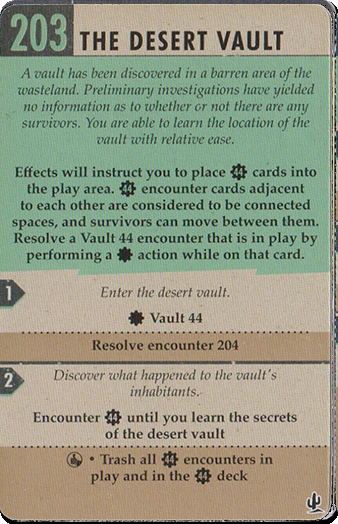 203 THE DESERT VAULT
A vault has been discovered in a barren area of the
wasteland. Preliminary investigations have yielded
no information as to whether or not there are any
survivors. You are able to learn the location of the
vault with relative ease.
Effects will instruct you to place 44 cards into
the play area. 44 encounter cards adjacent
to each other are considered to be connected
spaces, and survivors can move between them.
Resolve a Vault 44 encounter that is in play by
performing a action while on that card.
1
Enter the desert vault.
Vault 44
Resolve encounter 204
2
Discover what happened to the vault's
inhabitants.
Encounter 44 until you learn the secrets
of the desert vault
• Trash all 44 encounters in
play and in the 44 deck